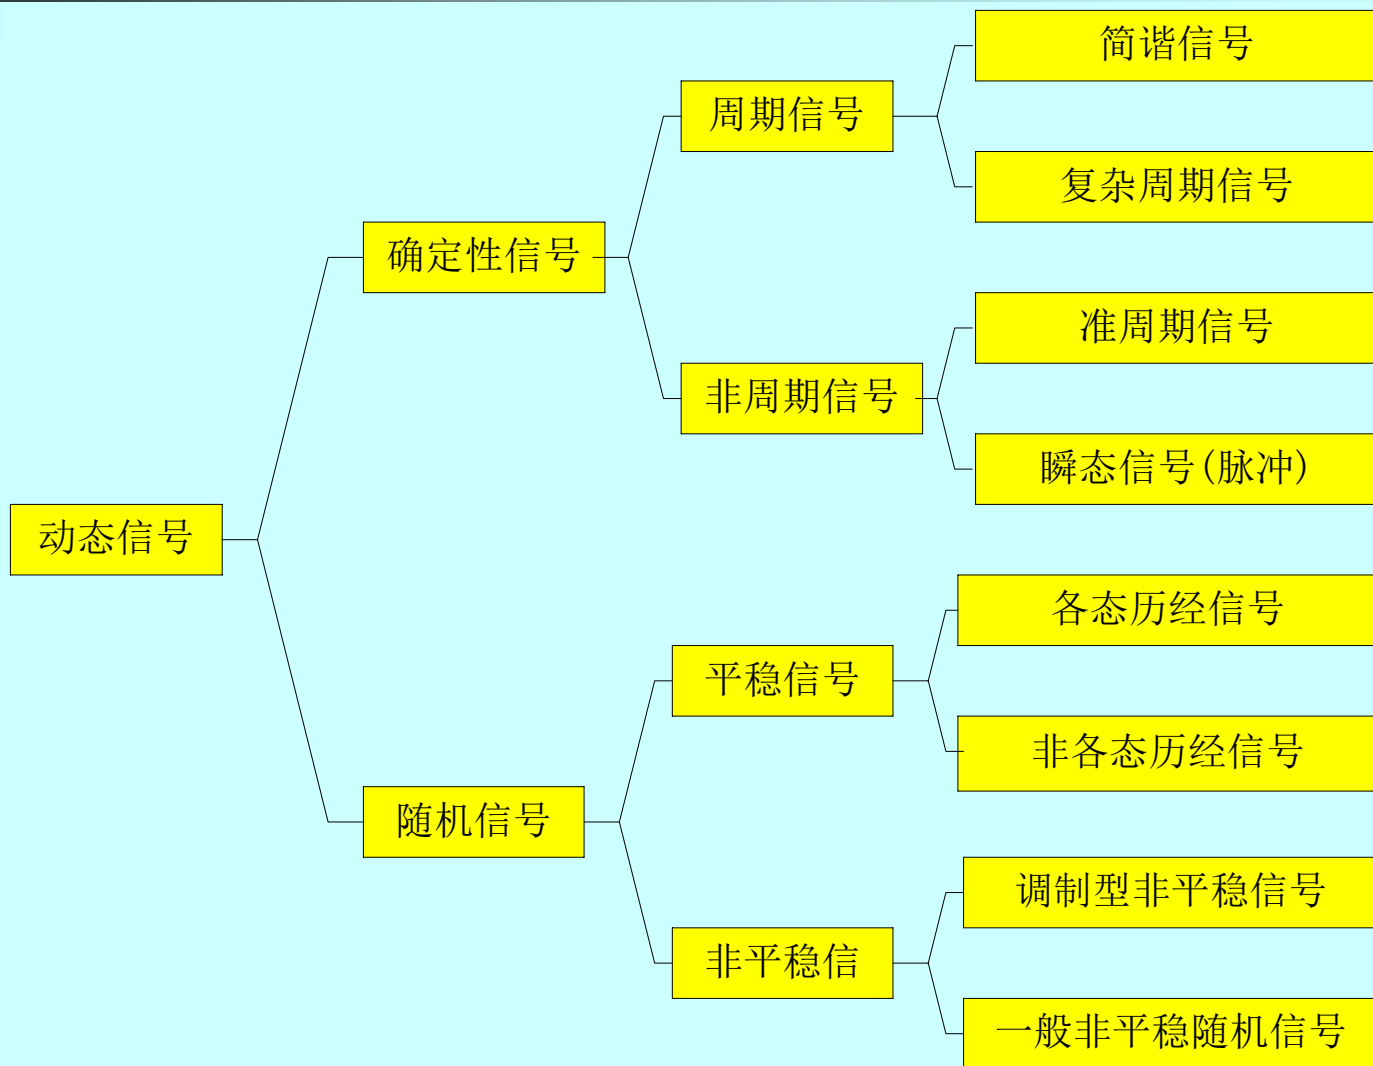 简谐信号
周期信号
复杂周期信号
确定性信号
准周期信号
非周期信号
瞬态信号(脉冲)
动态信号
各态历经信号
平稳信号
非各态历经信号
随机信号
调制型非平稳信号
非平稳信
一般非平稳随机信号